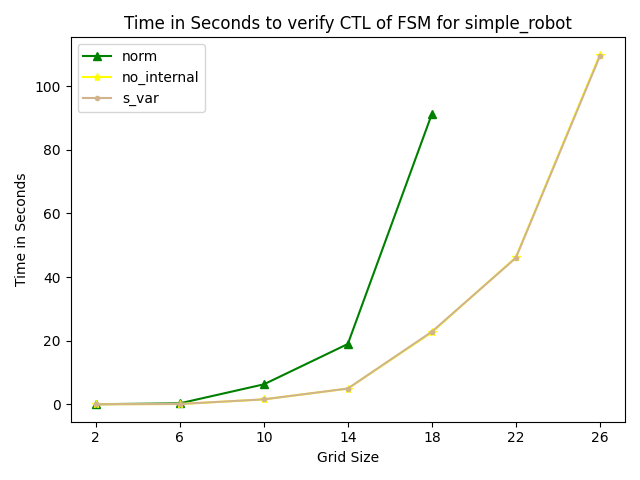 Time in Seconds to verify CTL of FSM for simple_robot
norm
no_internal
s_var
Time in Seconds
100
80
60
40
20
0
2 6 10 14 18 22 26
Grid Size